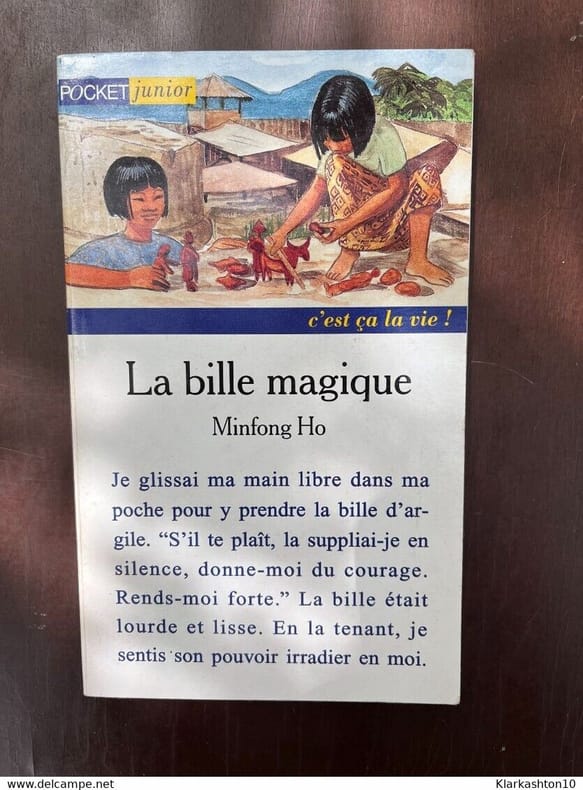 POCKET junior
c'est ça la vie !
La bille magique
Minfong Ho
Je glissai ma main libre dans ma
poche pour y prendre la bille d'ar-
gile. “S'il te plaît, la suppliai-je en
silence, donne-moi du courage.
Rends-moi forte.” La bille était
lourde et lisse. En la tenant, je
sentis son pouvoir irradier en moi.
www.delcampe.net
Klarkashton10